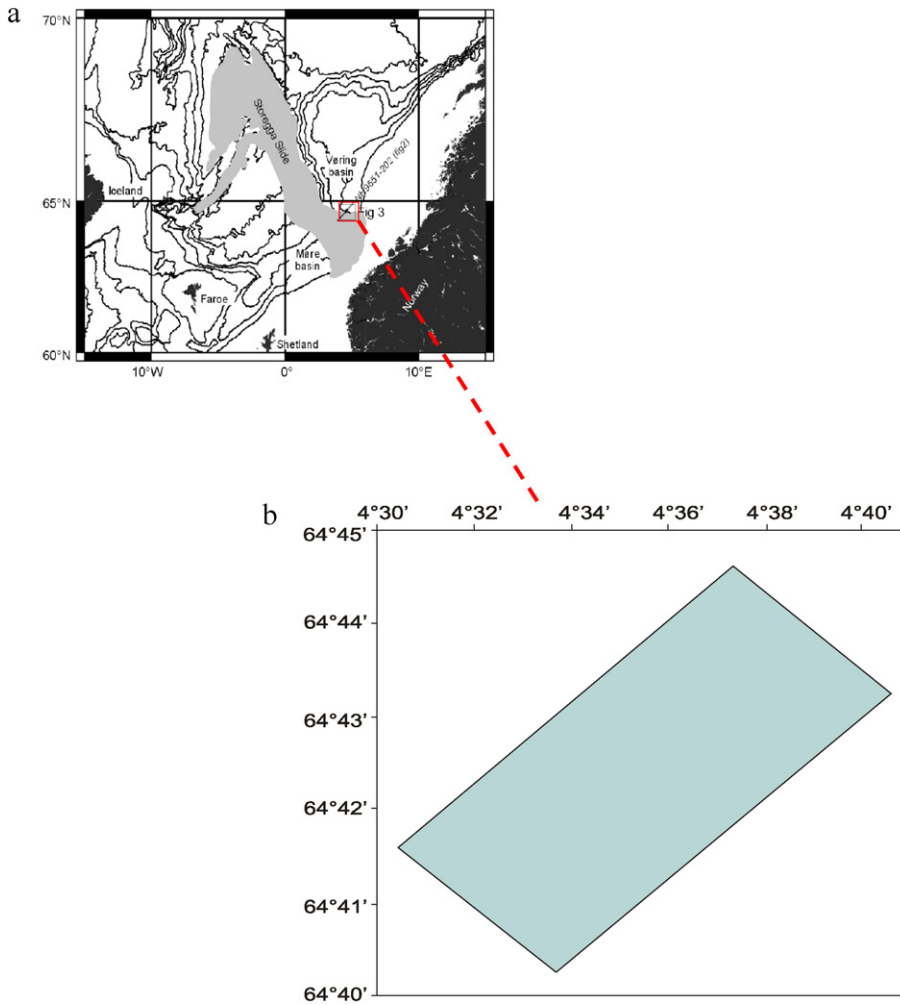 a
70°N
Storegga Slide
Vøring
basin
Iceland
65°N
Fig 3
Møre
basin
Norway
Faroe
Shetland
60°N
10°W
0°
10°E
b
4°30’
4°32’
4°34’
4°36’
4°38’
4°40’
64°45’
64°44’
64°43’
64°42’
64°41’
64°40’